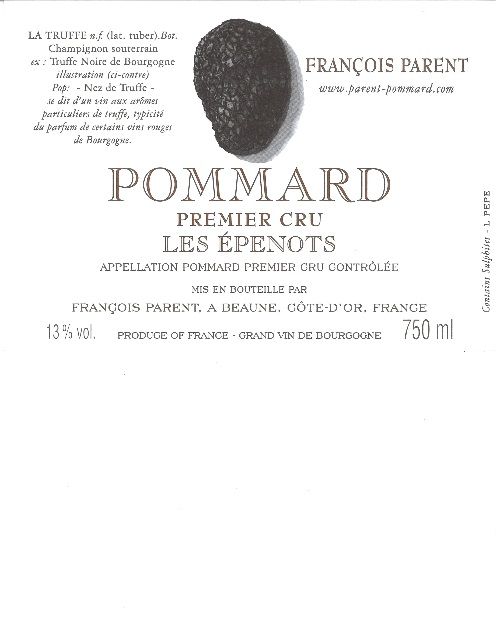 LA TRUFFE n.f. (lat. tuber).Bot.
Champignon souterrain
ex : Truffe Noire de Bourgogne
illustration (ci-contre)
Pop: - Nez de Truffe -
se dit d'un vin aux arômes
particuliers de truffe, typicité
du parfum de certains vins rouges
de Bourgogne.
FRANÇOIS PARENT
www.parent-pommard.com
POMMARD
PREMIER CRU
LES ÉPENOTS
APPELLATION POMMARD PREMIER CRU CONTRÔLÉE
MIS EN BOUTEILLE PAR
FRANÇOIS PARENT, A BEAUNE, CÔTE-D'OR, FRANCE
13% vol.
PRODUCE OF FRANCE - GRAND VIN DE BOURGOGNE
750 ml
Contains Sulphites - L PEPE